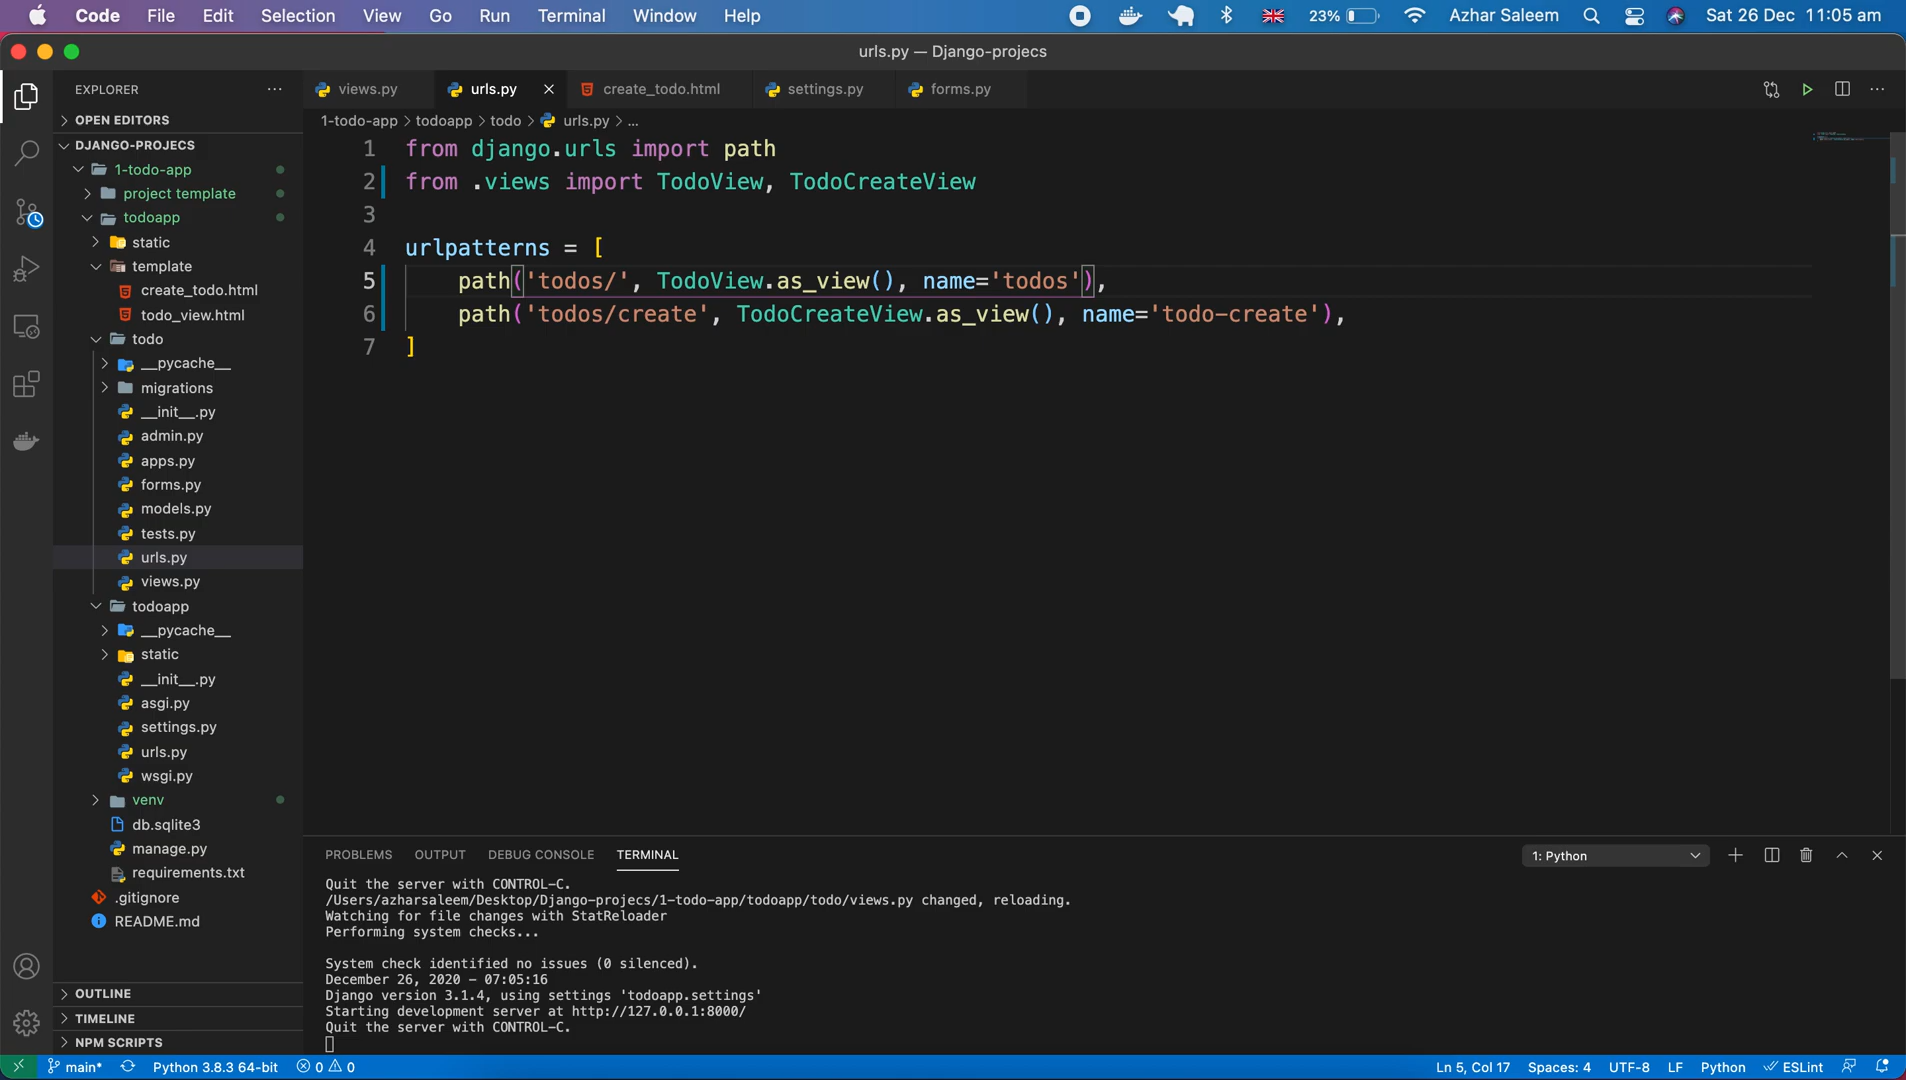 Code File Edit Selection View Go Run Terminal Window Help 23% Azhar Saleem Sat 26 Dec 11:05 am
urls.py — Django-projecs
EXPLORER ...
views.py urls.py create_todo.html settings.py forms.py
OPEN EDITORS
1-todo-app > todoapp > todo > urls.py > ...
DJANGO-PROJECS
1-todo-app
project template
todoapp
static
template
create_todo.html
todo_view.html
todo
__pycache__
migrations
__init__.py
admin.py
apps.py
forms.py
models.py
tests.py
urls.py
views.py
todoapp
__pycache__
static
__init__.py
asgi.py
settings.py
urls.py
wsgi.py
venv
db.sqlite3
manage.py
requirements.txt
.gitignore
README.md
OUTLINE
TIMELINE
NPM SCRIPTS
1 from django.urls import path
2 from .views import TodoView, TodoCreateView
3
4 urlpatterns = [
5 path('todos/', TodoView.as_view(), name='todos'),
6 path('todos/create', TodoCreateView.as_view(), name='todo-create'),
7 ]
PROBLEMS OUTPUT DEBUG CONSOLE TERMINAL 1: Python
Quit the server with CONTROL-C.
/Users/azharsaleem/Desktop/Django-projecs/1-todo-app/todoapp/todo/views.py changed, reloading.
Watching for file changes with StatReloader
Performing system checks...
System check identified no issues (0 silenced).
December 26, 2020 - 07:05:16
Django version 3.1.4, using settings 'todoapp.settings'
Starting development server at http://127.0.0.1:8000/
Quit the server with CONTROL-C.
main* Python 3.8.3 64-bit 0 0 Ln 5, Col 17 Spaces: 4 UTF-8 LF Python ESLint